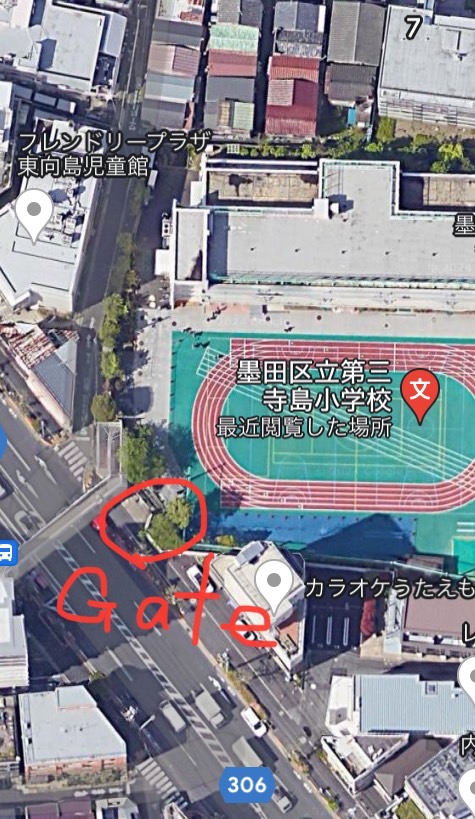 7
フレンドリープラザ
東向島児童館
墨
墨田区立第三
寺島小学校
最近閲覧した場所
文
カラオケうたえも
Gate
レ
内
306